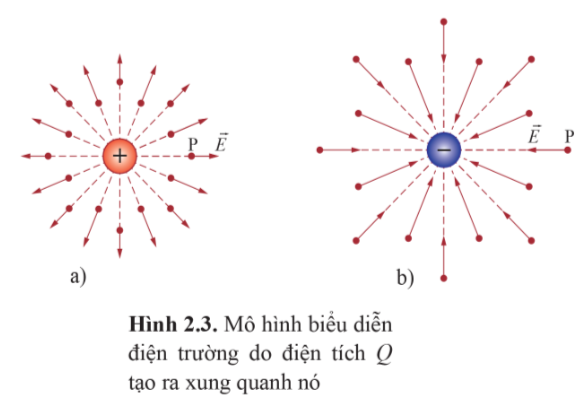 +
P E⃗
a)
−
E⃗ P
b)
Hình 2.3. Mô hình biểu diễn
điện trường do điện tích Q
tạo ra xung quanh nó